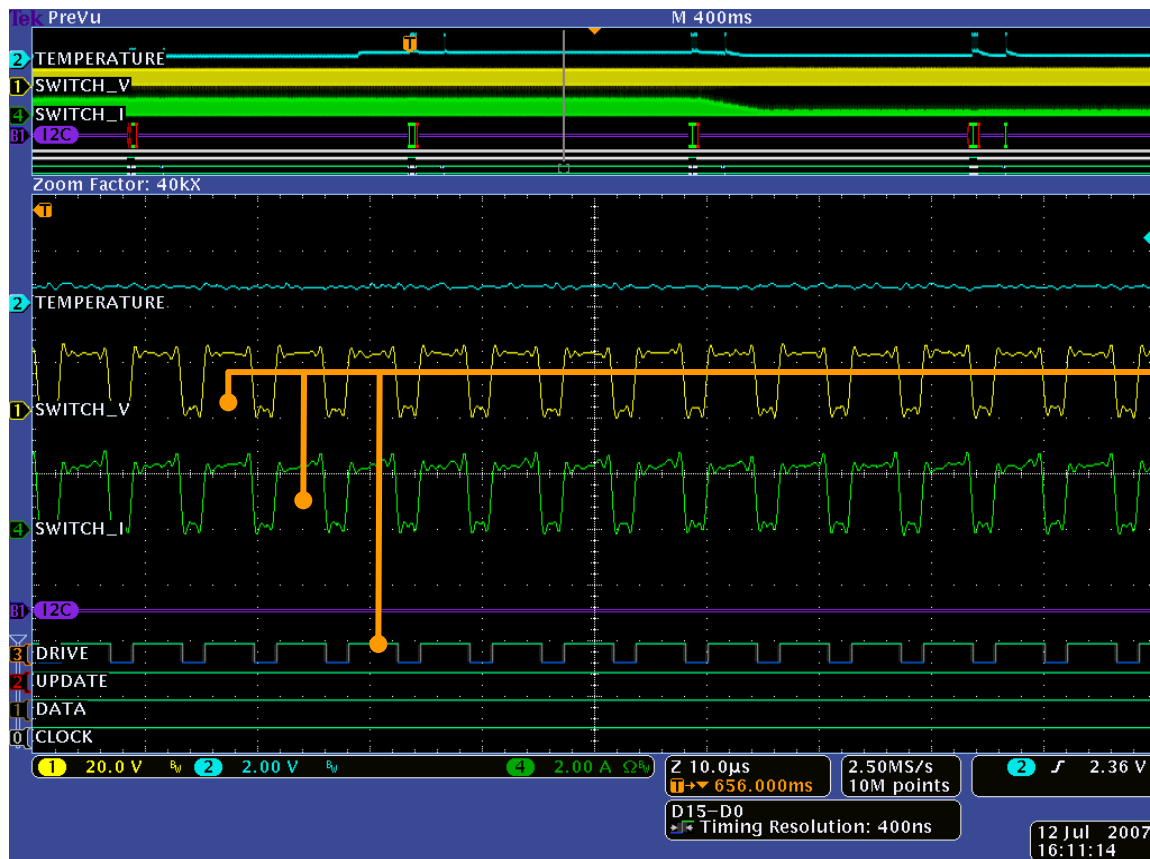 Tek PreVu M 400ms
T
2 TEMPERATURE
1 SWITCH_V
4 SWITCH_I
B1 I2C
Zoom Factor: 40kX
T
2 TEMPERATURE
1 SWITCH_V
4 SWITCH_I
B1 I2C
3 DRIVE
2 UPDATE
1 DATA
0 CLOCK
1 20.0 V BW 2 2.00 V BW 4 2.00 A ΩBW
Z 10.0µs
T→▼ 656.000ms
2.50MS/s
10M points
2 ƒ 2.36 V
D15-D0
Timing Resolution: 400ns
12 Jul 2007
16:11:14